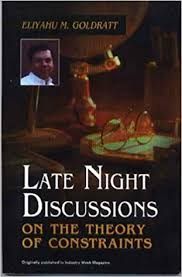 ELIYAHU M. GOLDRATT
LATE NIGHT
DISCUSSIONS
ON THE THEORY
OF CONSTRAINTS
Originally published in Industry Week Magazine